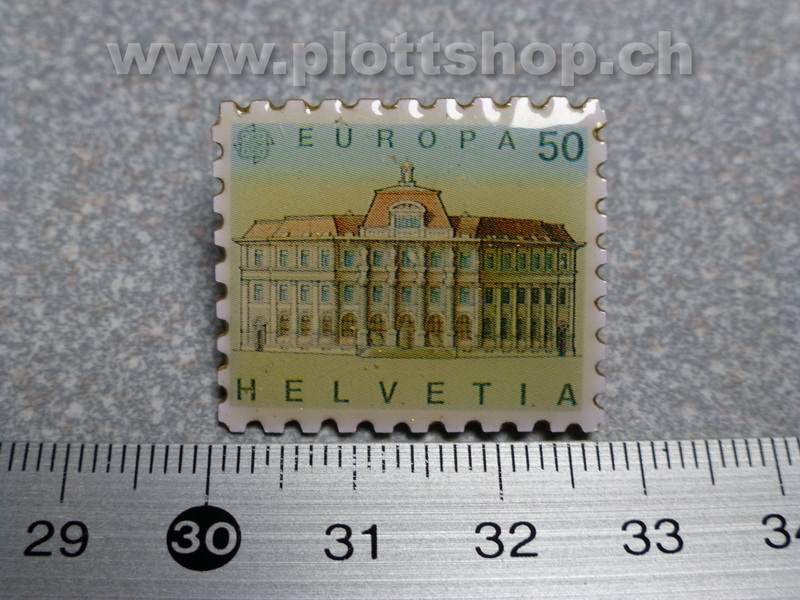 www.plottshop.ch
EUROPA 50
HELVETIA
29 30 31 32 33 34